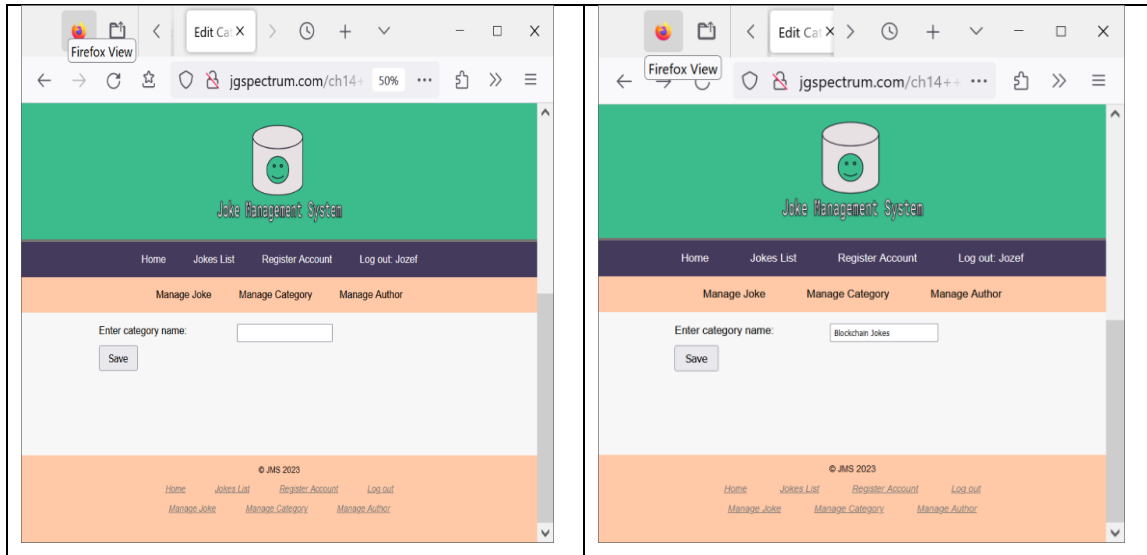 Edit Cat
Firefox View
jgspectrum.com/ch14+ 50%
Joke Management System
Home Jokes List Register Account Log out: Jozef
Manage Joke Manage Category Manage Author
Enter category name:
Save
© JMS 2023
Home Jokes List Register Account Log out
Manage Joke Manage Category Manage Author
Edit Cat
Firefox View
jgspectrum.com/ch14++
Joke Management System
Home Jokes List Register Account Log out: Jozef
Manage Joke Manage Category Manage Author
Enter category name: Blockchain Jokes
Save
© JMS 2023
Home Jokes List Register Account Log out
Manage Joke Manage Category Manage Author